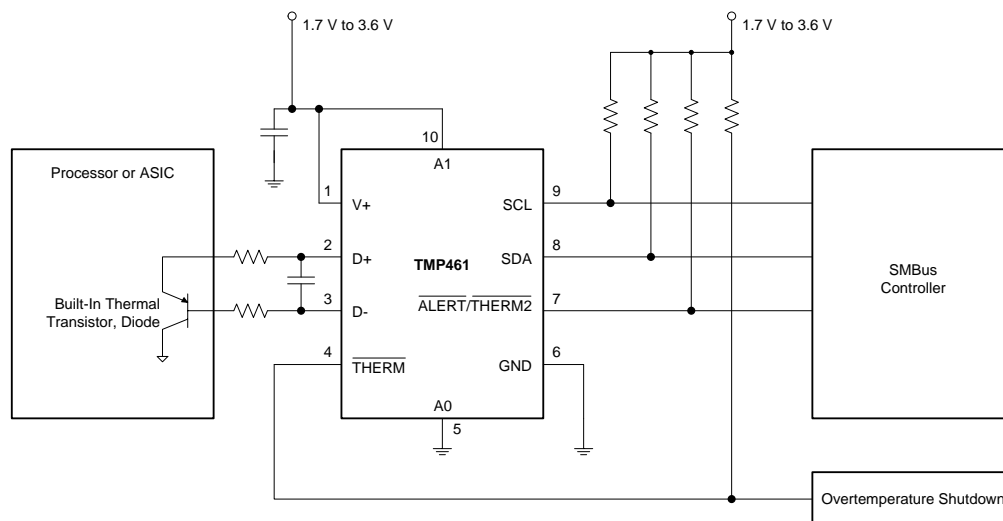 1.7 V to 3.6 V
1.7 V to 3.6 V
Processor or ASIC
Built-In Thermal
Transistor, Diode
10
A1
1
V+
2
D+
3
D-
4
THERM
TMP461
A0
5
SCL
9
SDA
8
ALERT/THERM2
7
GND
6
SMBus
Controller
Overtemperature Shutdown